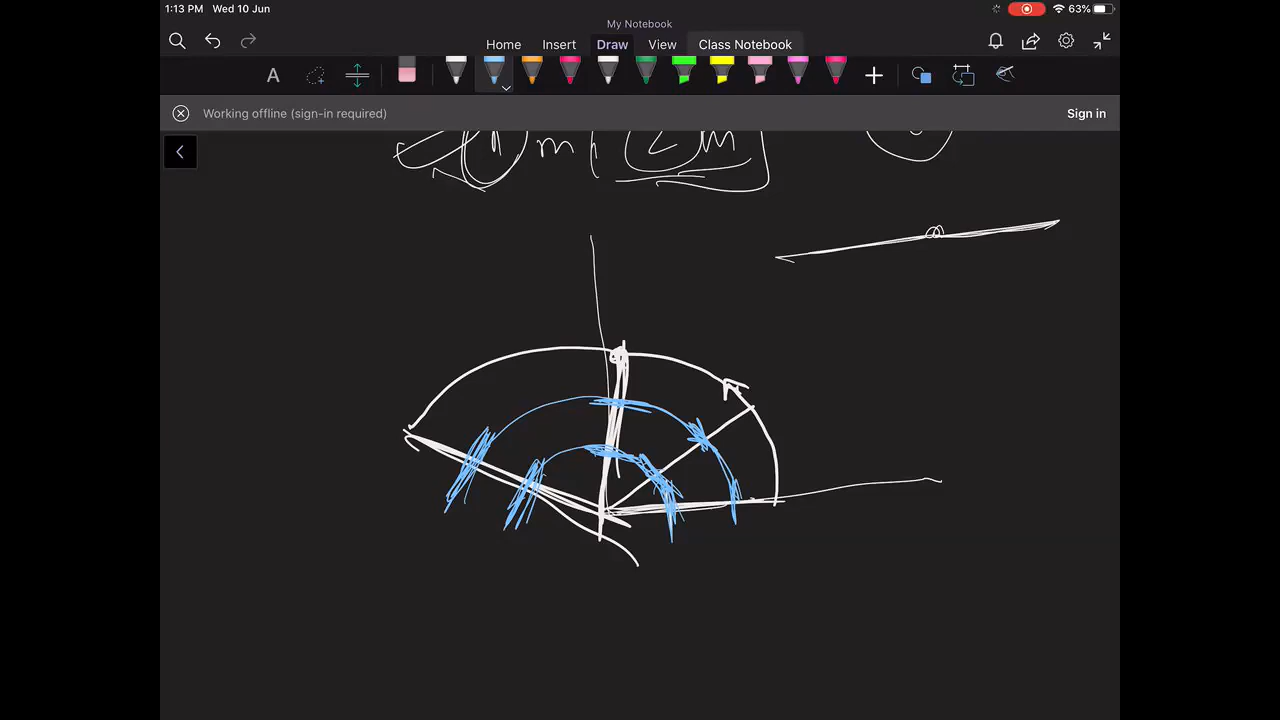 1:13 PM Wed 10 Jun
63%
My Notebook
Home Insert Draw View Class Notebook
A
Working offline (sign-in required)
Sign in
m 2 m